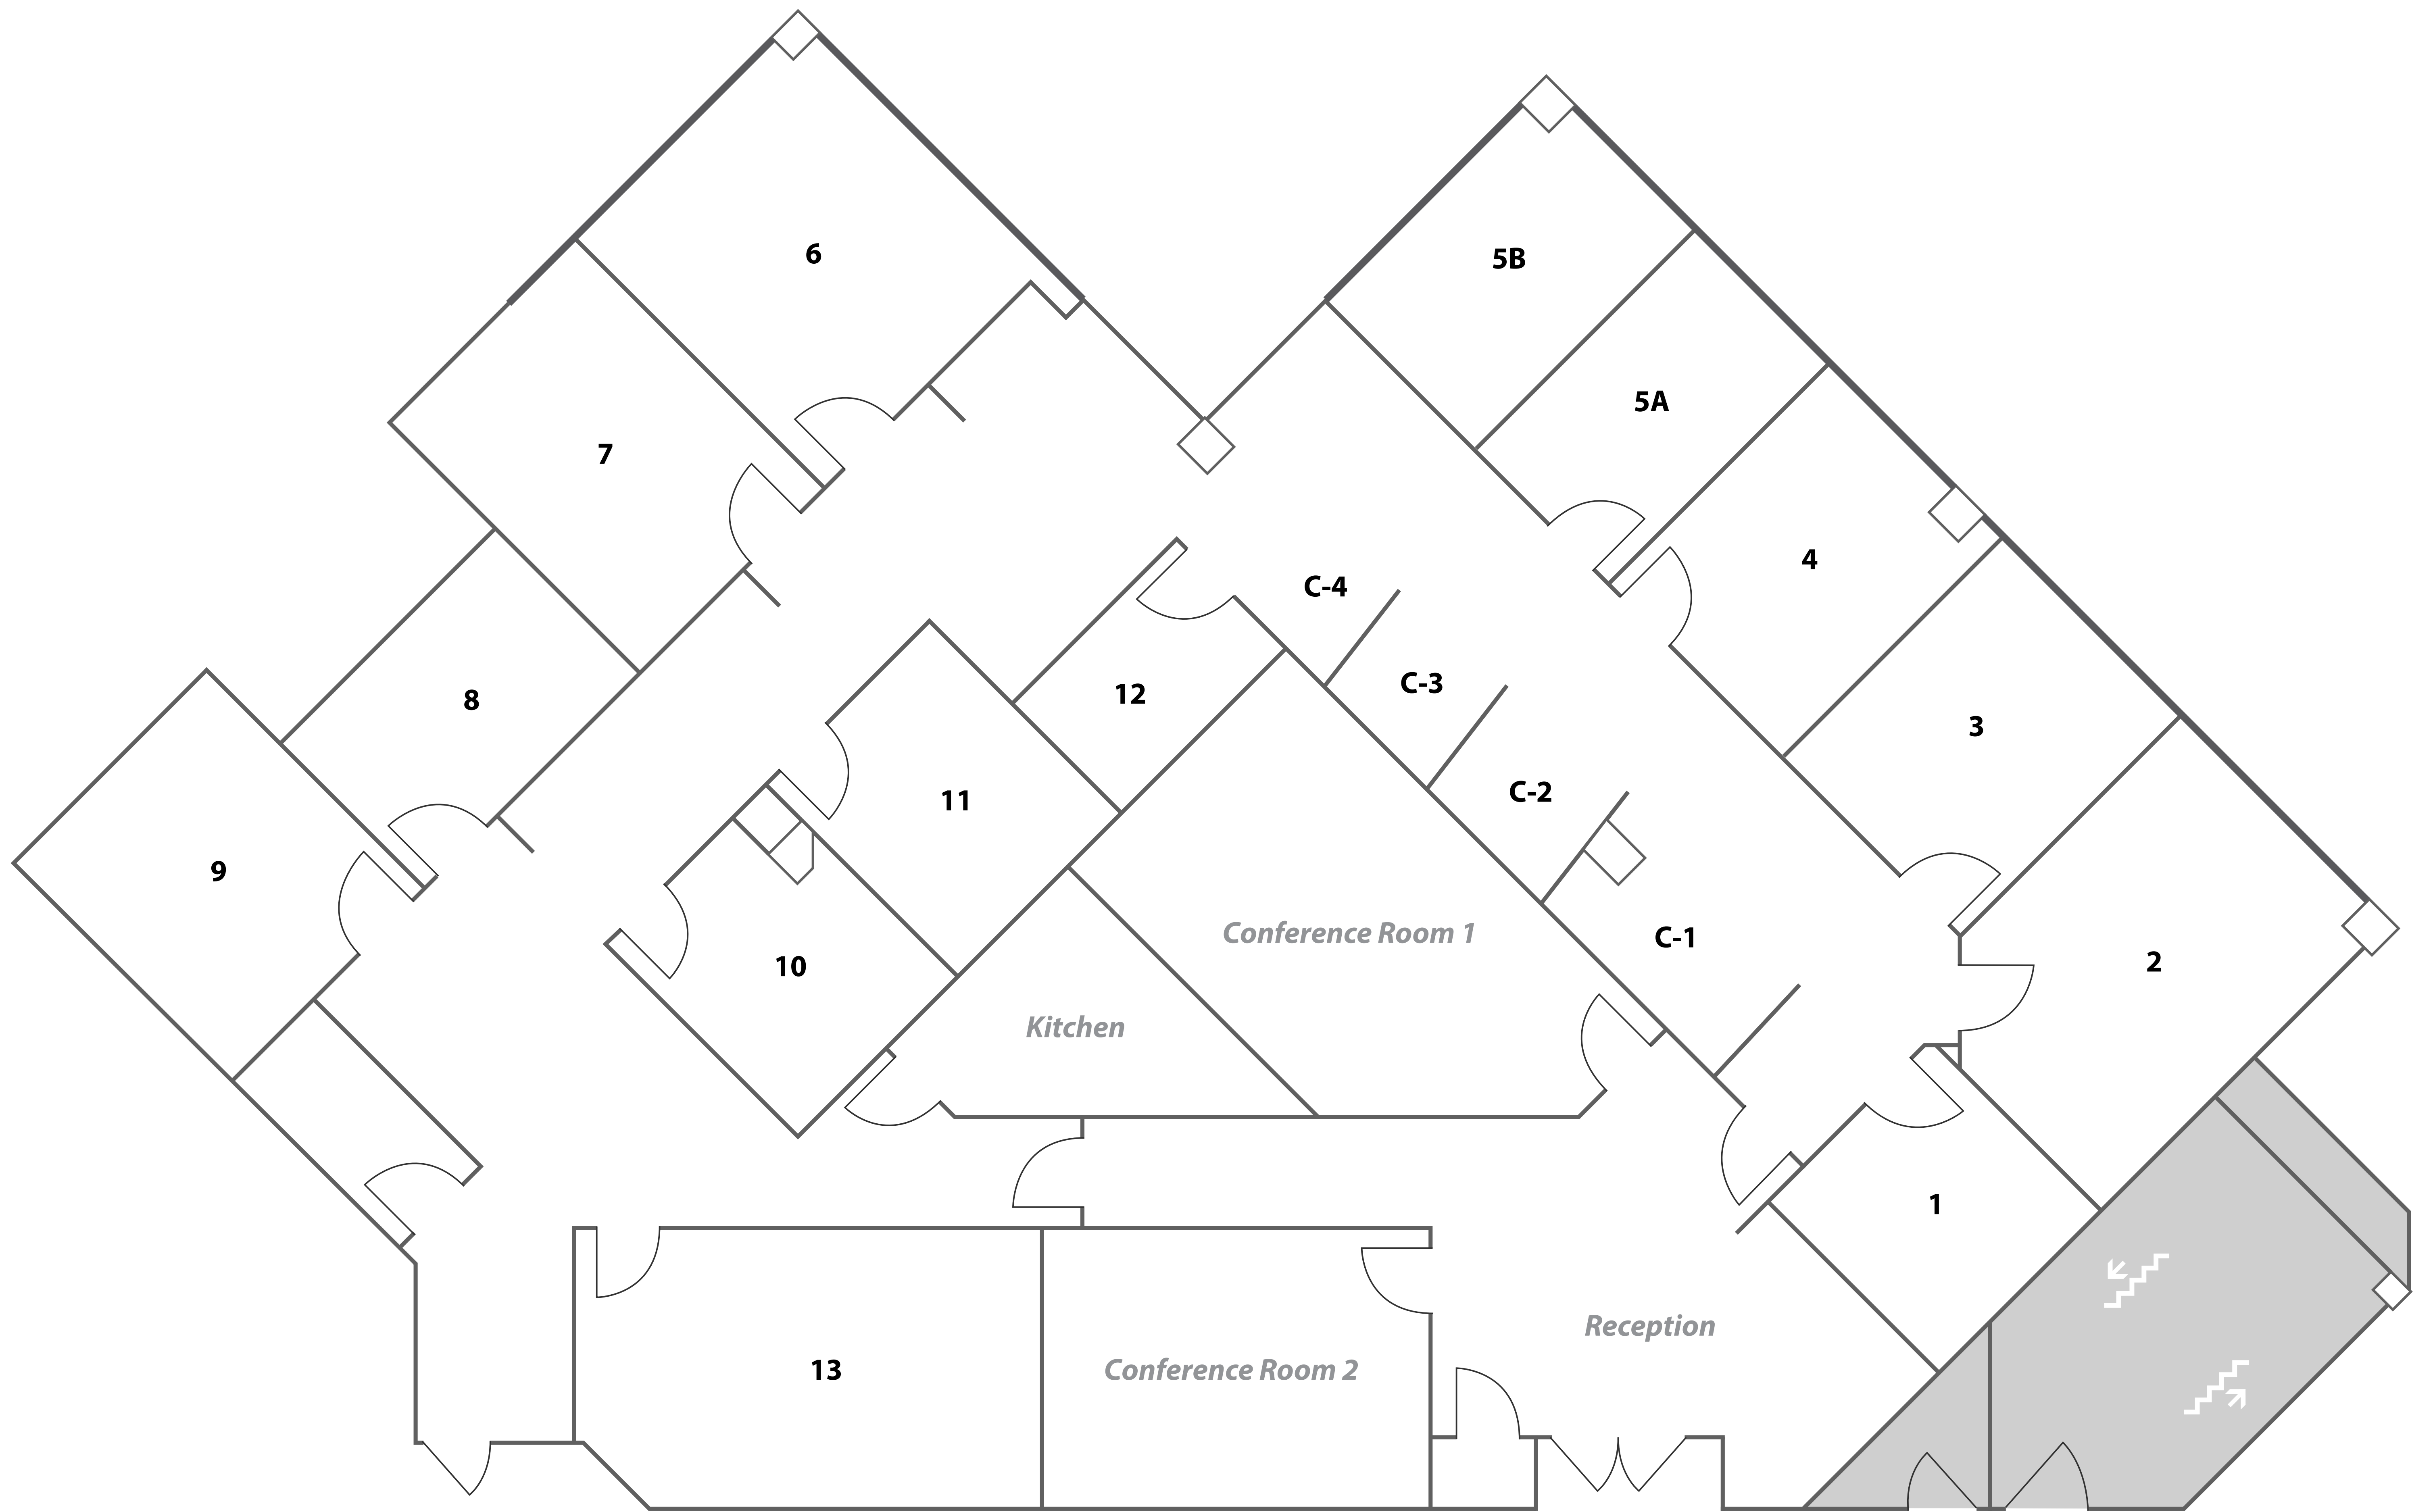 6
5B
5A
7
4
C-4
C-3
12
8
3
C-2
11
9
Conference Room 1
C-1
10
2
Kitchen
1
Reception
13
Conference Room 2